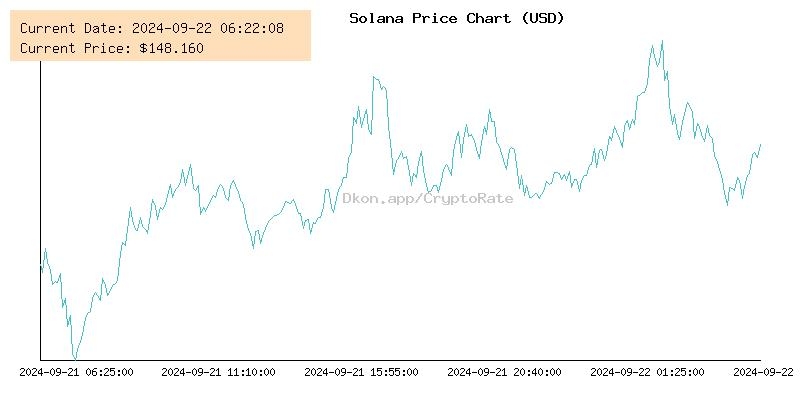 Solana Price Chart (USD)
Current Date: 2024-09-22 06:22:08
Current Price: $148.160
Dkon.app/CryptoRate
2024-09-21 06:25:00
2024-09-21 11:10:00
2024-09-21 15:55:00
2024-09-21 20:40:00
2024-09-22 01:25:00
2024-09-22